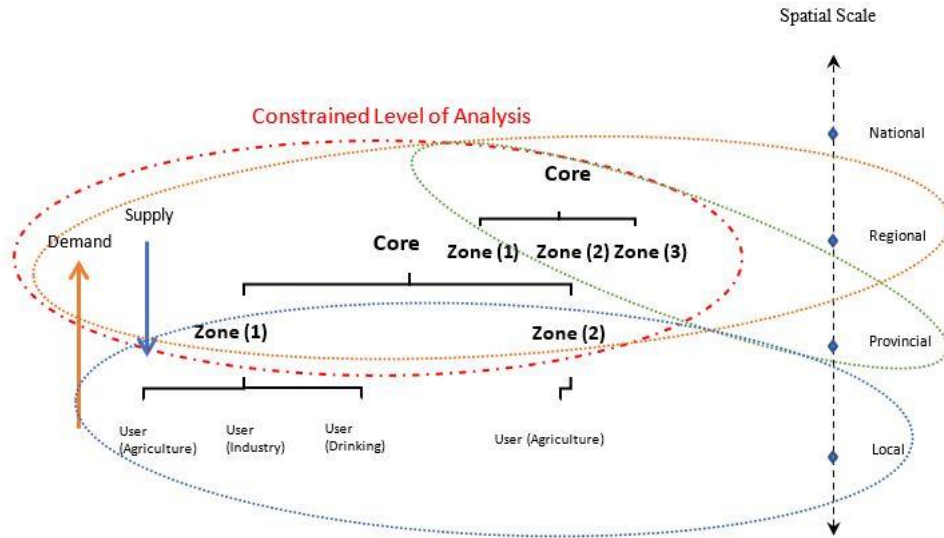 Spatial Scale
Constrained Level of Analysis
National
Core
Supply
Demand
Regional
Core
Zone (1) Zone (2) Zone (3)
Zone (1)
Zone (2)
Provincial
User
(Agriculture)
User
(Industry)
User
(Drinking)
User (Agriculture)
Local